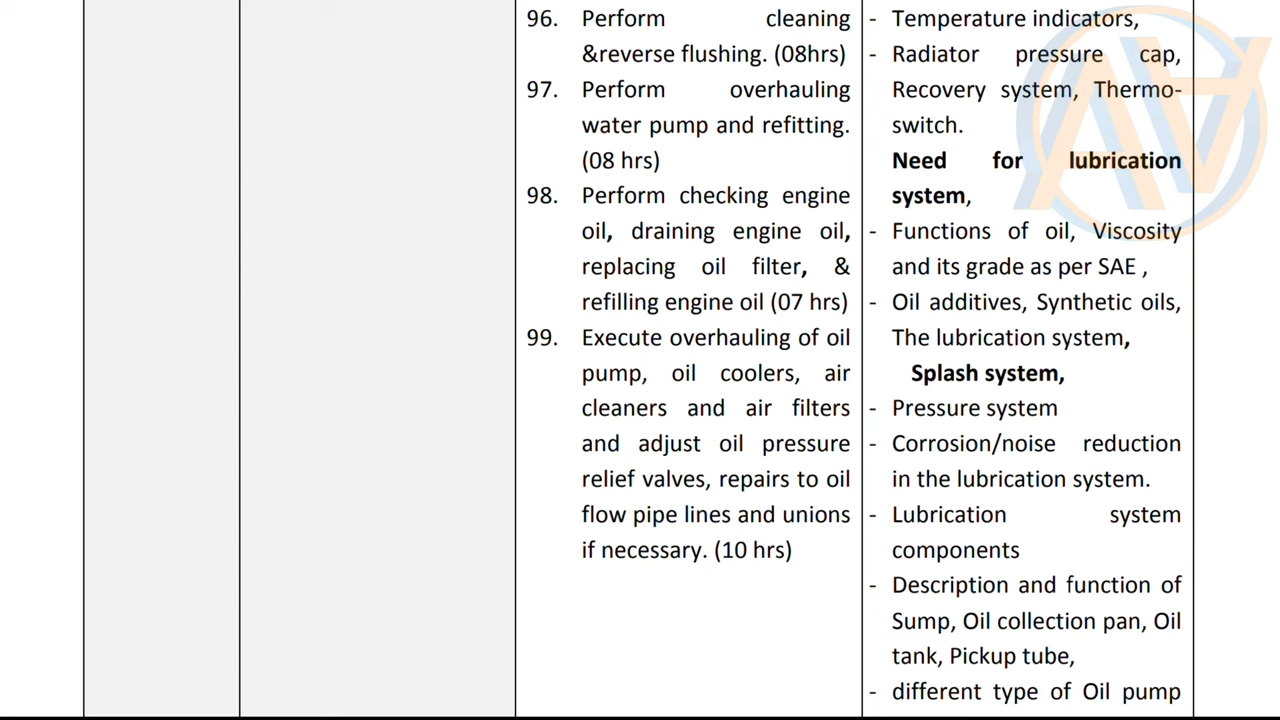 96. Perform cleaning
&reverse flushing. (08hrs)
97. Perform overhauling
water pump and refitting.
(08 hrs)
98. Perform checking engine
oil, draining engine oil,
replacing oil filter, &
refilling engine oil (07 hrs)
99. Execute overhauling of oil
pump, oil coolers, air
cleaners and air filters
and adjust oil pressure
relief valves, repairs to oil
flow pipe lines and unions
if necessary. (10 hrs)
- Temperature indicators,
- Radiator pressure cap,
Recovery system, Thermo-
switch.
Need for lubrication
system,
- Functions of oil, Viscosity
and its grade as per SAE ,
- Oil additives, Synthetic oils,
The lubrication system,
Splash system,
- Pressure system
- Corrosion/noise reduction
in the lubrication system.
- Lubrication system
components
- Description and function of
Sump, Oil collection pan, Oil
tank, Pickup tube,
- different type of Oil pump